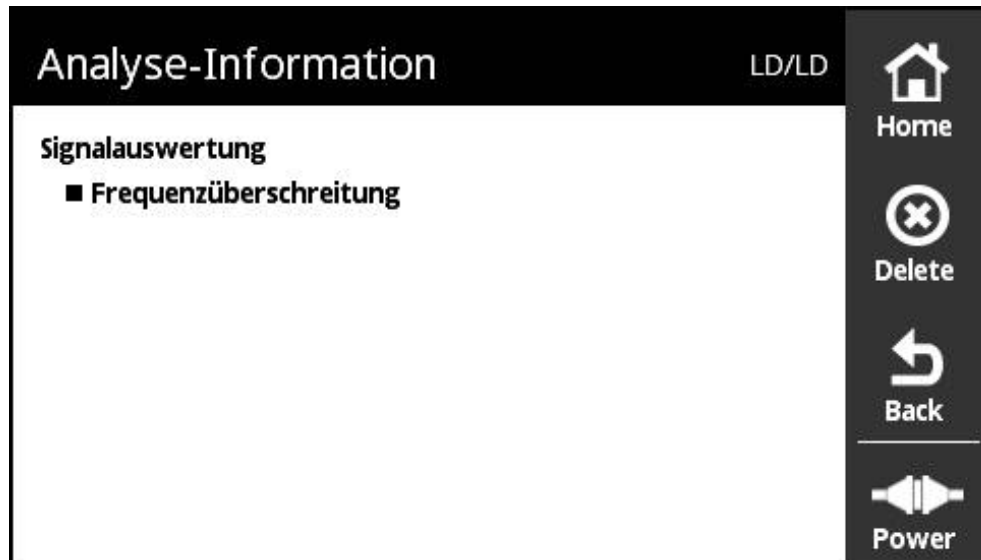 Analyse-Information
LD/LD
Signalauswertung
Frequenzüberschreitung
Home
Delete
Back
Power